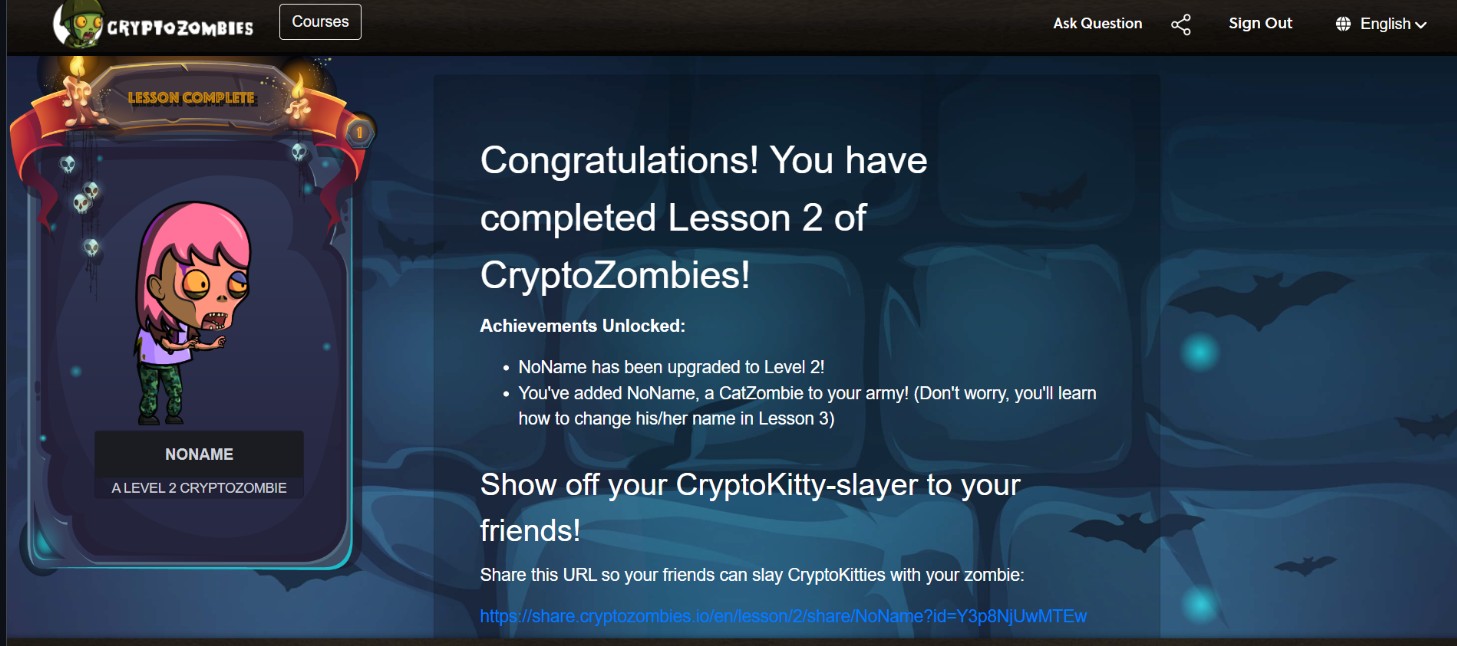 CRYPTOZOMBIES
Courses
Ask Question
Sign Out
English
LESSON COMPLETE
1
NONAME
A LEVEL 2 CRYPTOZOMBIE
Congratulations! You have
completed Lesson 2 of
CryptoZombies!
Achievements Unlocked:
• NoName has been upgraded to Level 2!
• You've added NoName, a CatZombie to your army! (Don't worry, you'll learn
how to change his/her name in Lesson 3)
Show off your CryptoKitty-slayer to your
friends!
Share this URL so your friends can slay CryptoKitties with your zombie:
https://share.cryptozombies.io/en/lesson/2/share/NoName?id=Y3p8NjUwMTEw